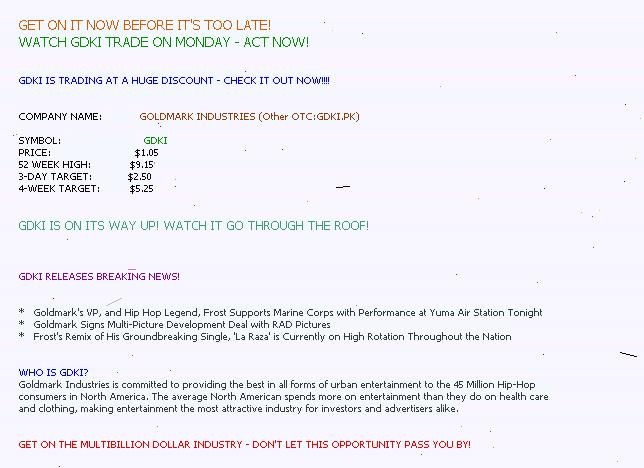 GET ON IT NOW BEFORE IT'S TOO LATE!
WATCH GDKI TRADE ON MONDAY - ACT NOW!
GDKI IS TRADING AT A HUGE DISCOUNT - CHECK IT OUT NOW!!!!
COMPANY NAME: GOLDMARK INDUSTRIES (Other OTC:GDKI.PK)
SYMBOL: GDKI
PRICE: $1.05
52 WEEK HIGH: $9.15
3-DAY TARGET: $2.50
4-WEEK TARGET: $5.25
GDKI IS ON ITS WAY UP! WATCH IT GO THROUGH THE ROOF!
GDKI RELEASES BREAKING NEWS!
* Goldmark's VP, and Hip Hop Legend, Frost Supports Marine Corps with Performance at Yuma Air Station Tonight
* Goldmark Signs Multi-Picture Development Deal with RAD Pictures
* Frost's Remix of His Groundbreaking Single, 'La Raza' is Currently on High Rotation Throughout the Nation
WHO IS GDKI?
Goldmark Industries is committed to providing the best in all forms of urban entertainment to the 45 Million Hip-Hop
consumers in North America. The average North American spends more on entertainment than they do on health care
and clothing, making entertainment the most attractive industry for investors and advertisers alike.
GET ON THE MULTIBILLION DOLLAR INDUSTRY - DON'T LET THIS OPPORTUNITY PASS YOU BY!